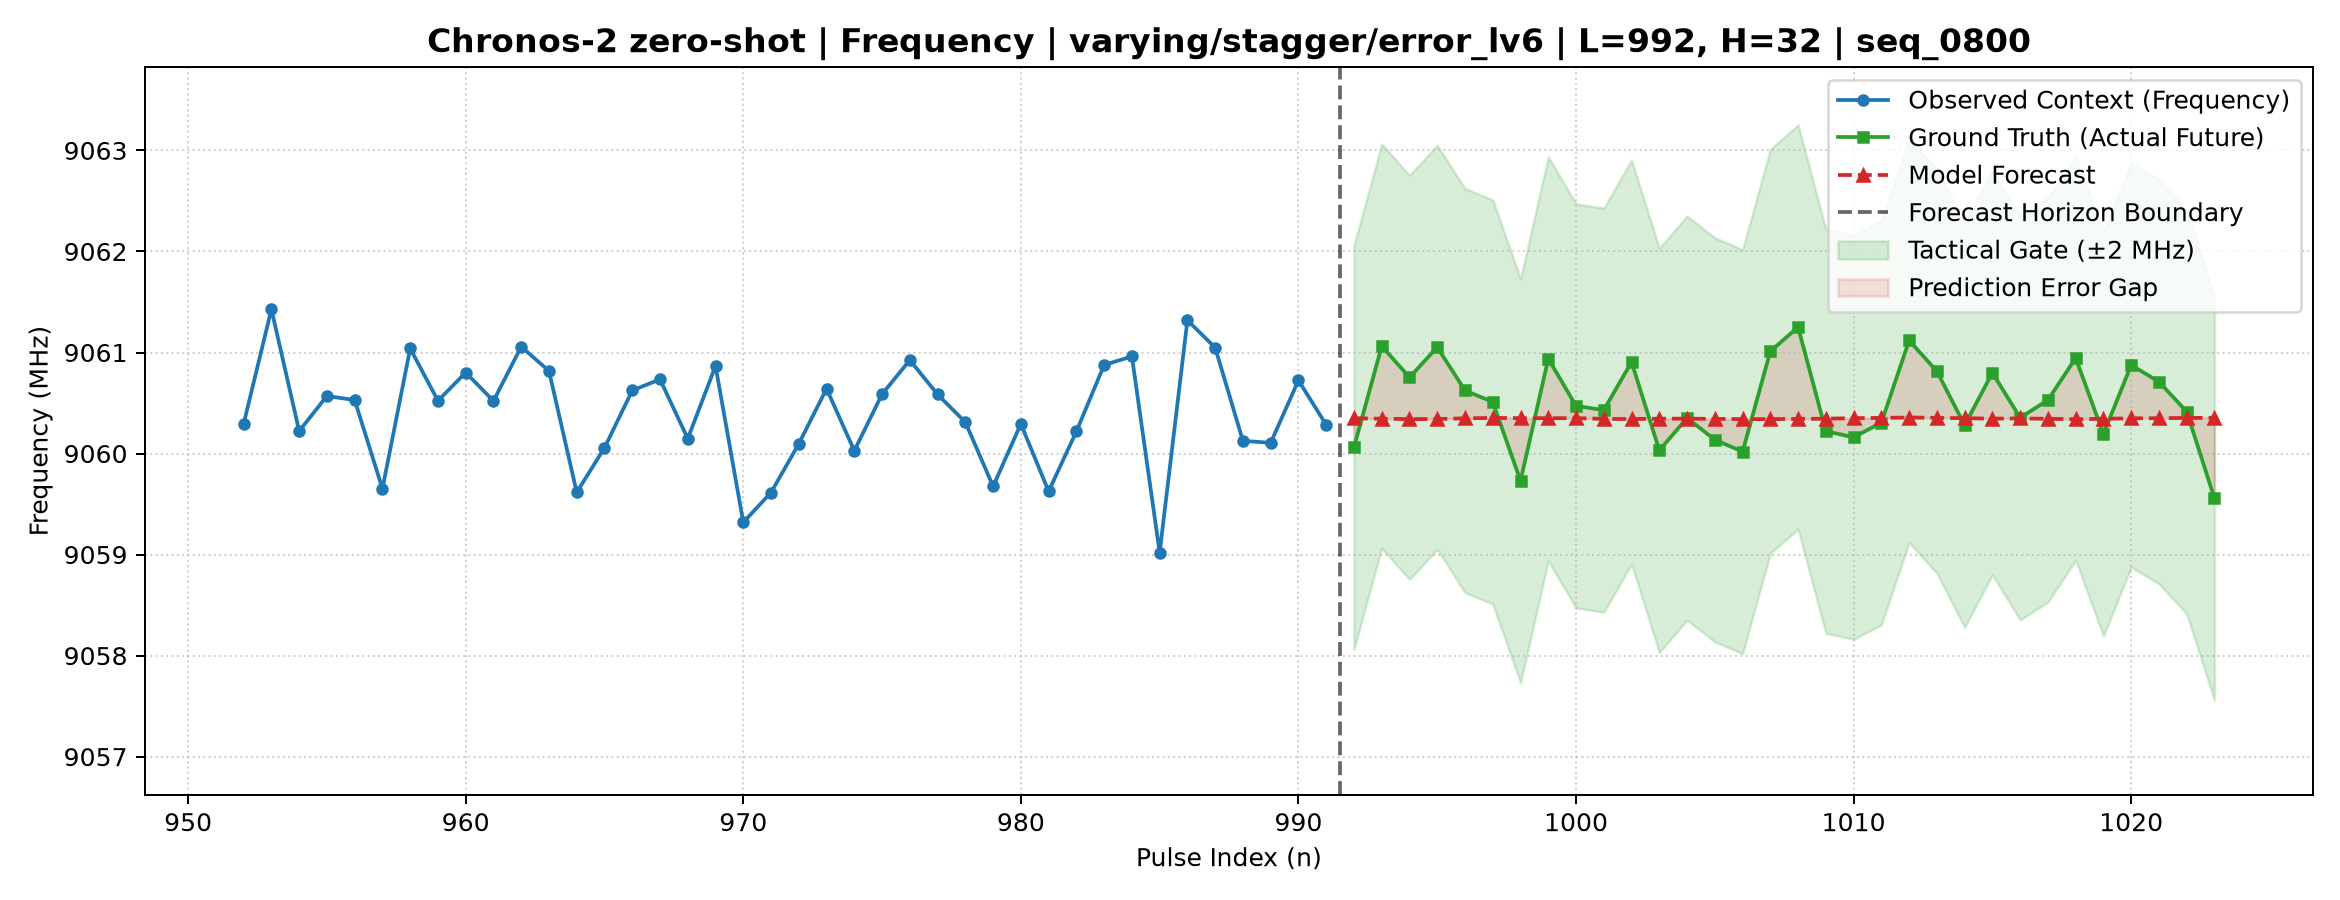 Chronos-2 zero-shot | Frequency | varying/stagger/error_lv6 | L=992, H=32 | seq_0800
Observed Context (Frequency)
Ground Truth (Actual Future)
Model Forecast
Forecast Horizon Boundary
Tactical Gate (±2 MHz)
Prediction Error Gap
Frequency (MHz)
9063
9062
9061
9060
9059
9058
9057
950 960 970 980 990 1000 1010 1020
Pulse Index (n)